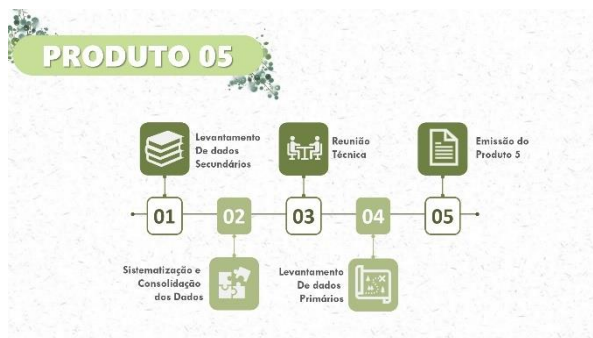 PRODUTO 05
Levantamento
De dados
Secundários
Reunião
Técnica
Emissão do
Produto 5
01
02
03
04
05
Sistematização e
Consolidação
dos Dados
Levantamento
De dados
Primários